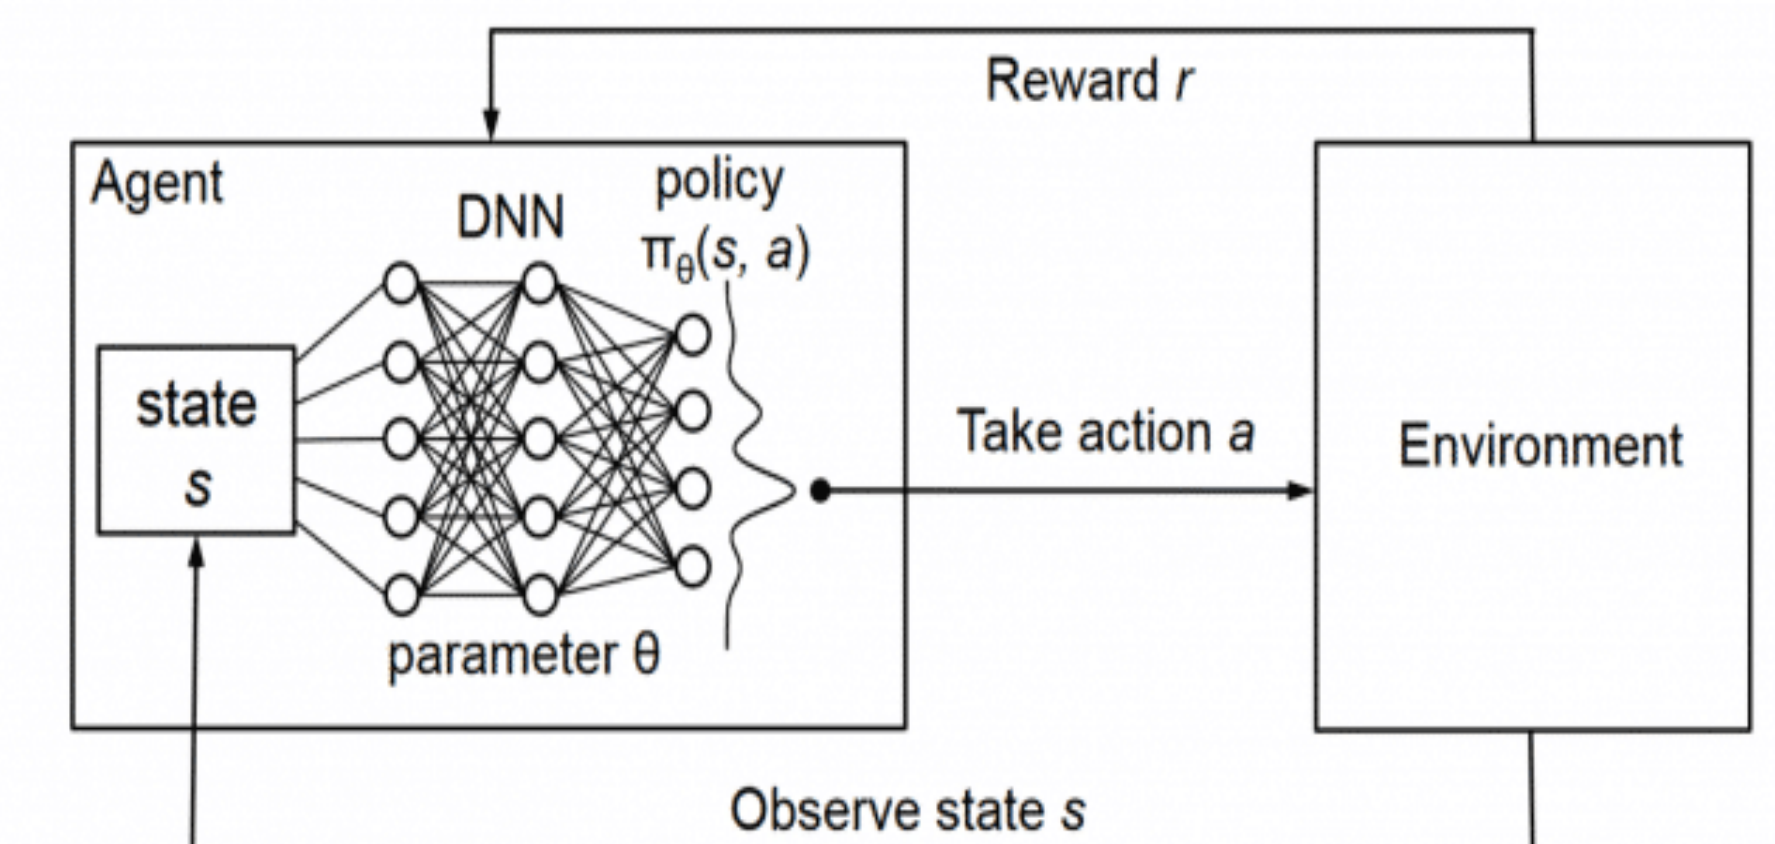 Reward r
Agent
DNN
policy
πθ(s, a)
state
s
Take action a
Environment
parameter θ
Observe state s